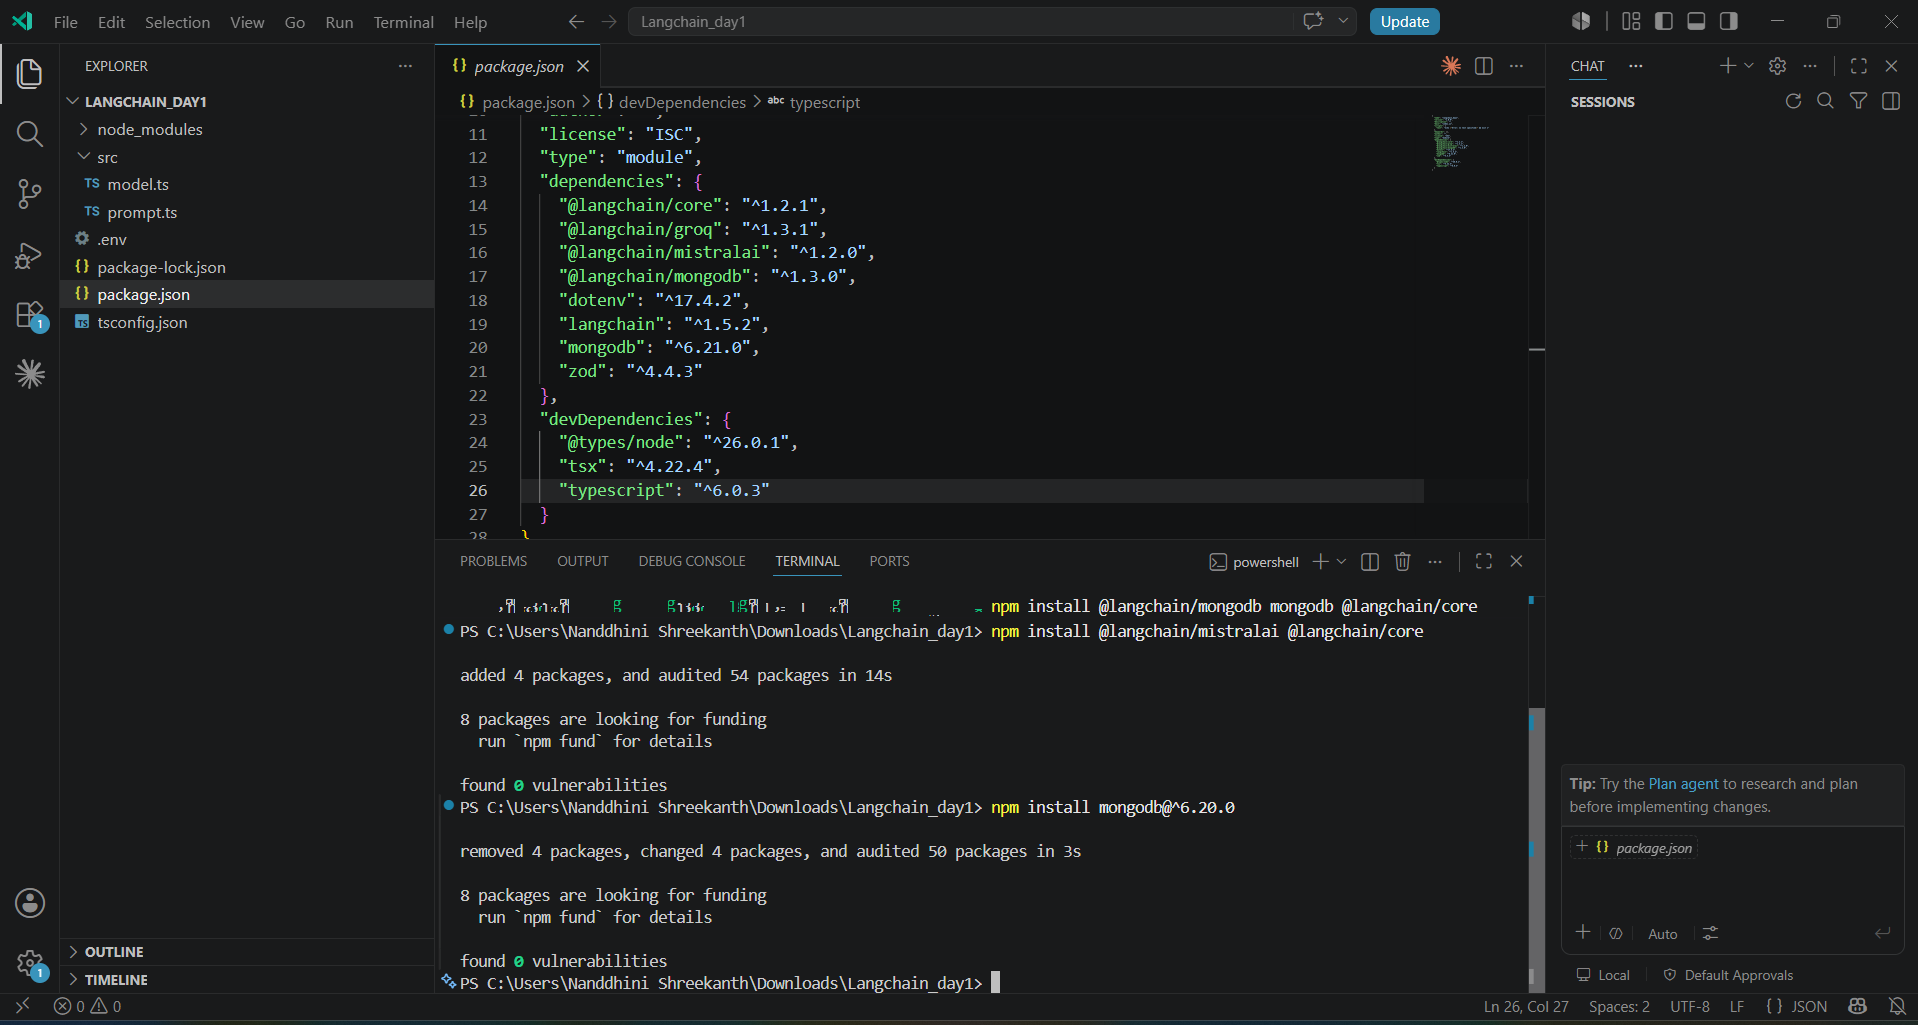 File Edit Selection View Go Run Terminal Help
Langchain_day1
Update
EXPLORER
LANGCHAIN_DAY1
node_modules
src
TS model.ts
TS prompt.ts
.env
{} package-lock.json
{} package.json
TS tsconfig.json
1
OUTLINE
TIMELINE
1
{} package.json
{} package.json > {} devDependencies > abc typescript
11 "license": "ISC",
12 "type": "module",
13 "dependencies": {
14 "@langchain/core": "^1.2.1",
15 "@langchain/groq": "^1.3.1",
16 "@langchain/mistralai": "^1.2.0",
17 "@langchain/mongodb": "^1.3.0",
18 "dotenv": "^17.4.2",
19 "langchain": "^1.5.2",
20 "mongodb": "^6.21.0",
21 "zod": "^4.4.3"
22 },
23 "devDependencies": {
24 "@types/node": "^26.0.1",
25 "tsx": "^4.22.4",
26 "typescript": "^6.0.3"
27 }
28 }
PROBLEMS OUTPUT DEBUG CONSOLE TERMINAL PORTS
powershell
npm install @langchain/mongodb mongodb @langchain/core
PS C:\Users\Nanddhini Shreekanth\Downloads\Langchain_day1> npm install @langchain/mistralai @langchain/core
added 4 packages, and audited 54 packages in 14s
8 packages are looking for funding
run `npm fund` for details
found 0 vulnerabilities
PS C:\Users\Nanddhini Shreekanth\Downloads\Langchain_day1> npm install mongodb@^6.20.0
removed 4 packages, changed 4 packages, and audited 50 packages in 3s
8 packages are looking for funding
run `npm fund` for details
found 0 vulnerabilities
PS C:\Users\Nanddhini Shreekanth\Downloads\Langchain_day1>
CHAT
SESSIONS
Tip: Try the Plan agent to research and plan
before implementing changes.
{} package.json
Auto
Local Default Approvals
0 0
Ln 26, Col 27 Spaces: 2 UTF-8 LF {} JSON